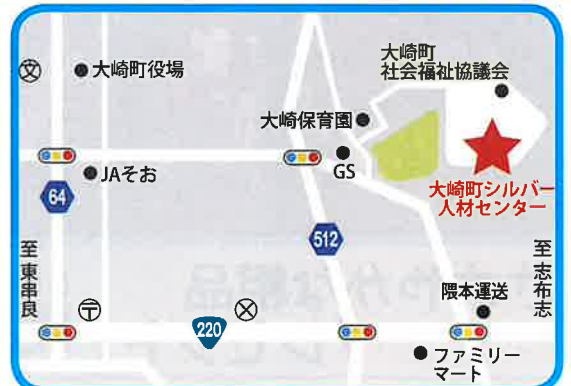 大崎町
社会福祉協議会
文
大崎町役場
大崎保育園
GS
JAそお
大崎町シルバー
人材センター
64
512
至 東串良
至 志布志
隈本運送
220
ファミリー
マート